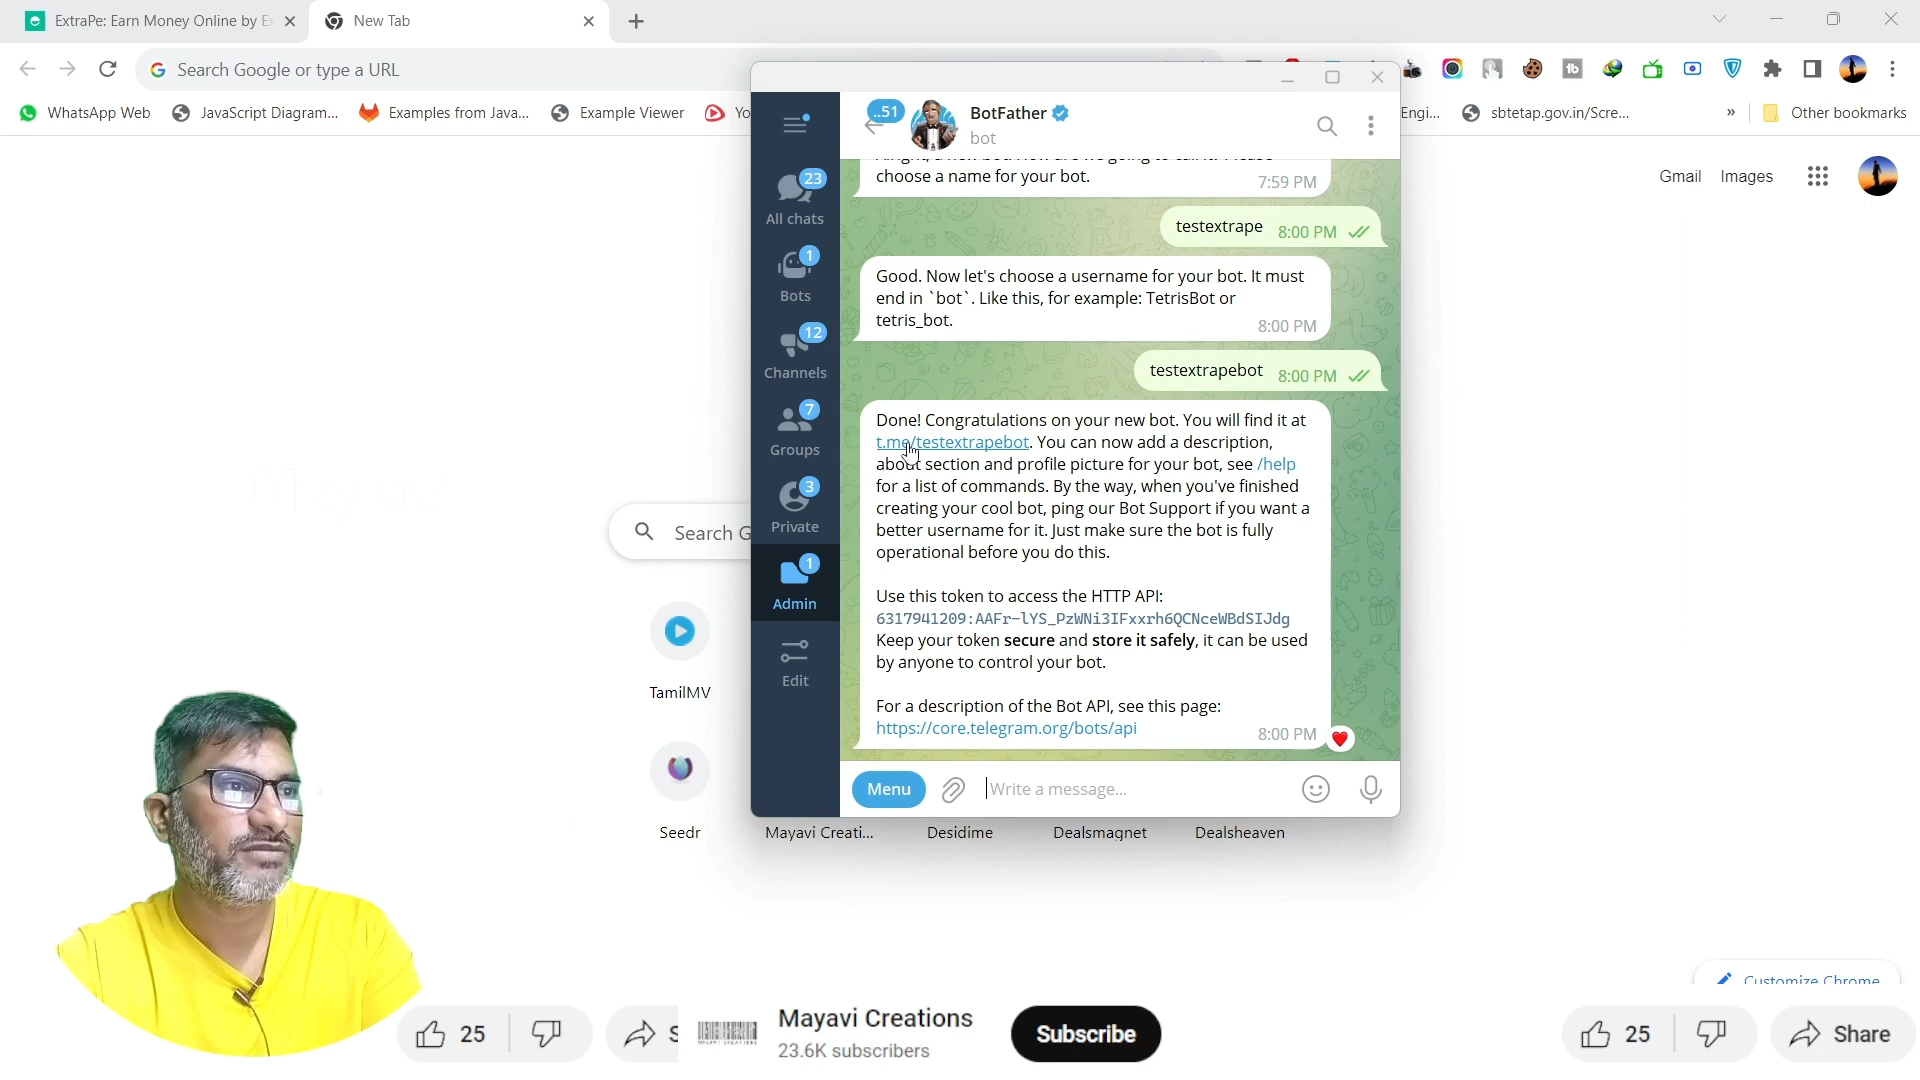 ExtraPe: Earn Money Online by E
New Tab
Search Google or type a URL
WhatsApp Web
JavaScript Diagram...
Examples from Java...
Example Viewer
Yo
Engi...
sbtetap.gov.in/Scre...
»
Other bookmarks
Gmail
Images
Search G
TamilMV
Seedr
Mayavi Creati...
Desidime
Dealsmagnet
Dealsheaven
Customize Chrome
..51
BotFather
bot
23
All chats
1
Bots
12
Channels
7
Groups
3
Private
1
Admin
Edit
choose a name for your bot.
7:59 PM
testextrape
8:00 PM
Good. Now let's choose a username for your bot. It must
end in `bot`. Like this, for example: TetrisBot or
tetris_bot.
8:00 PM
testextrapebot
8:00 PM
Done! Congratulations on your new bot. You will find it at
t.me/testextrapebot. You can now add a description,
about section and profile picture for your bot, see /help
for a list of commands. By the way, when you've finished
creating your cool bot, ping our Bot Support if you want a
better username for it. Just make sure the bot is fully
operational before you do this.
Use this token to access the HTTP API:
6317941209:AAFr-lYS_PzWNi3IFxxrh6QCNceWBdSIJdg
Keep your token secure and store it safely, it can be used
by anyone to control your bot.
For a description of the Bot API, see this page:
https://core.telegram.org/bots/api
8:00 PM
Menu
Write a message...
25
S
Mayavi Creations
23.6K subscribers
Subscribe
25
Share